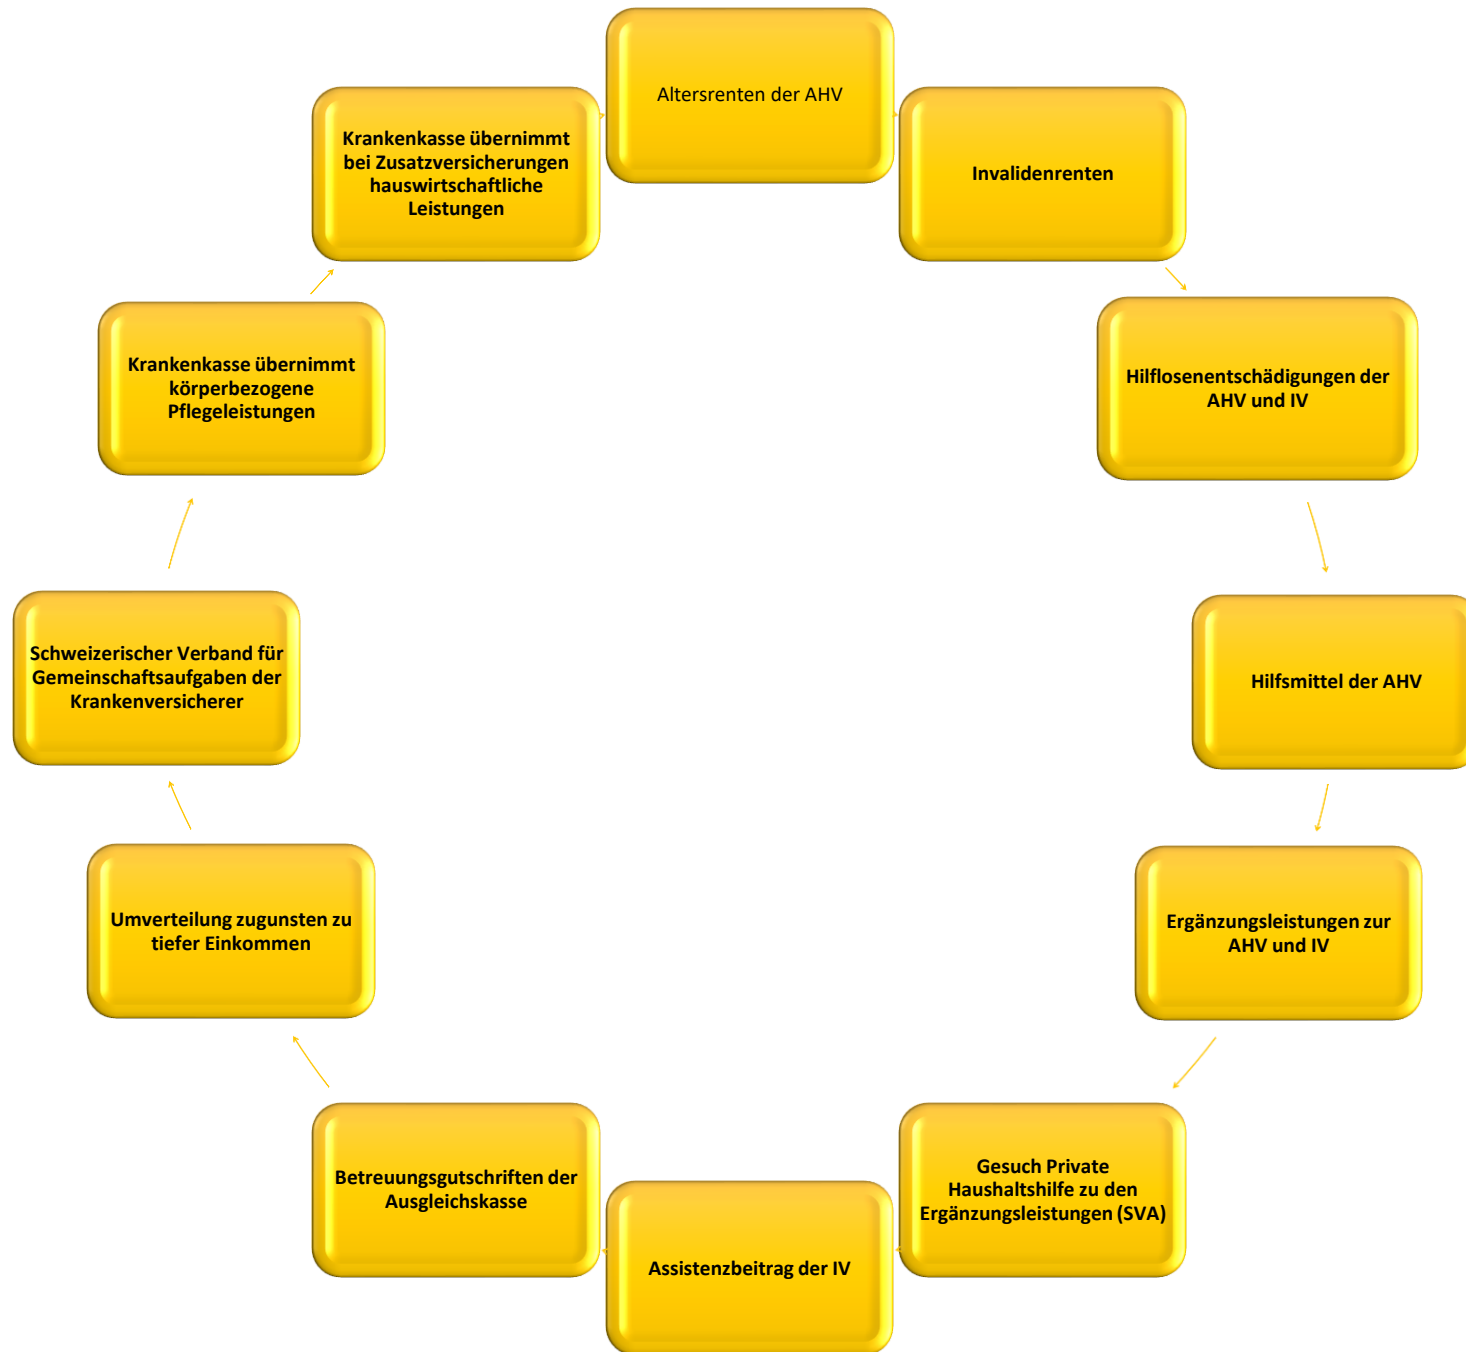 Altersrenten der AHV
Invalidenrenten
Hilflosenentschädigungen der
AHV und IV
Hilfsmittel der AHV
Ergänzungsleistungen zur
AHV und IV
Gesuch Private
Haushaltshilfe zu den
Ergänzungsleistungen (SVA)
Assistenzbeitrag der IV
Betreuungsgutschriften der
Ausgleichskasse
Umverteilung zugunsten zu
tiefer Einkommen
Schweizerischer Verband für
Gemeinschaftsaufgaben der
Krankenversicherer
Krankenkasse übernimmt
körperbezogene
Pflegeleistungen
Krankenkasse übernimmt
bei Zusatzversicherungen
hauswirtschaftliche
Leistungen